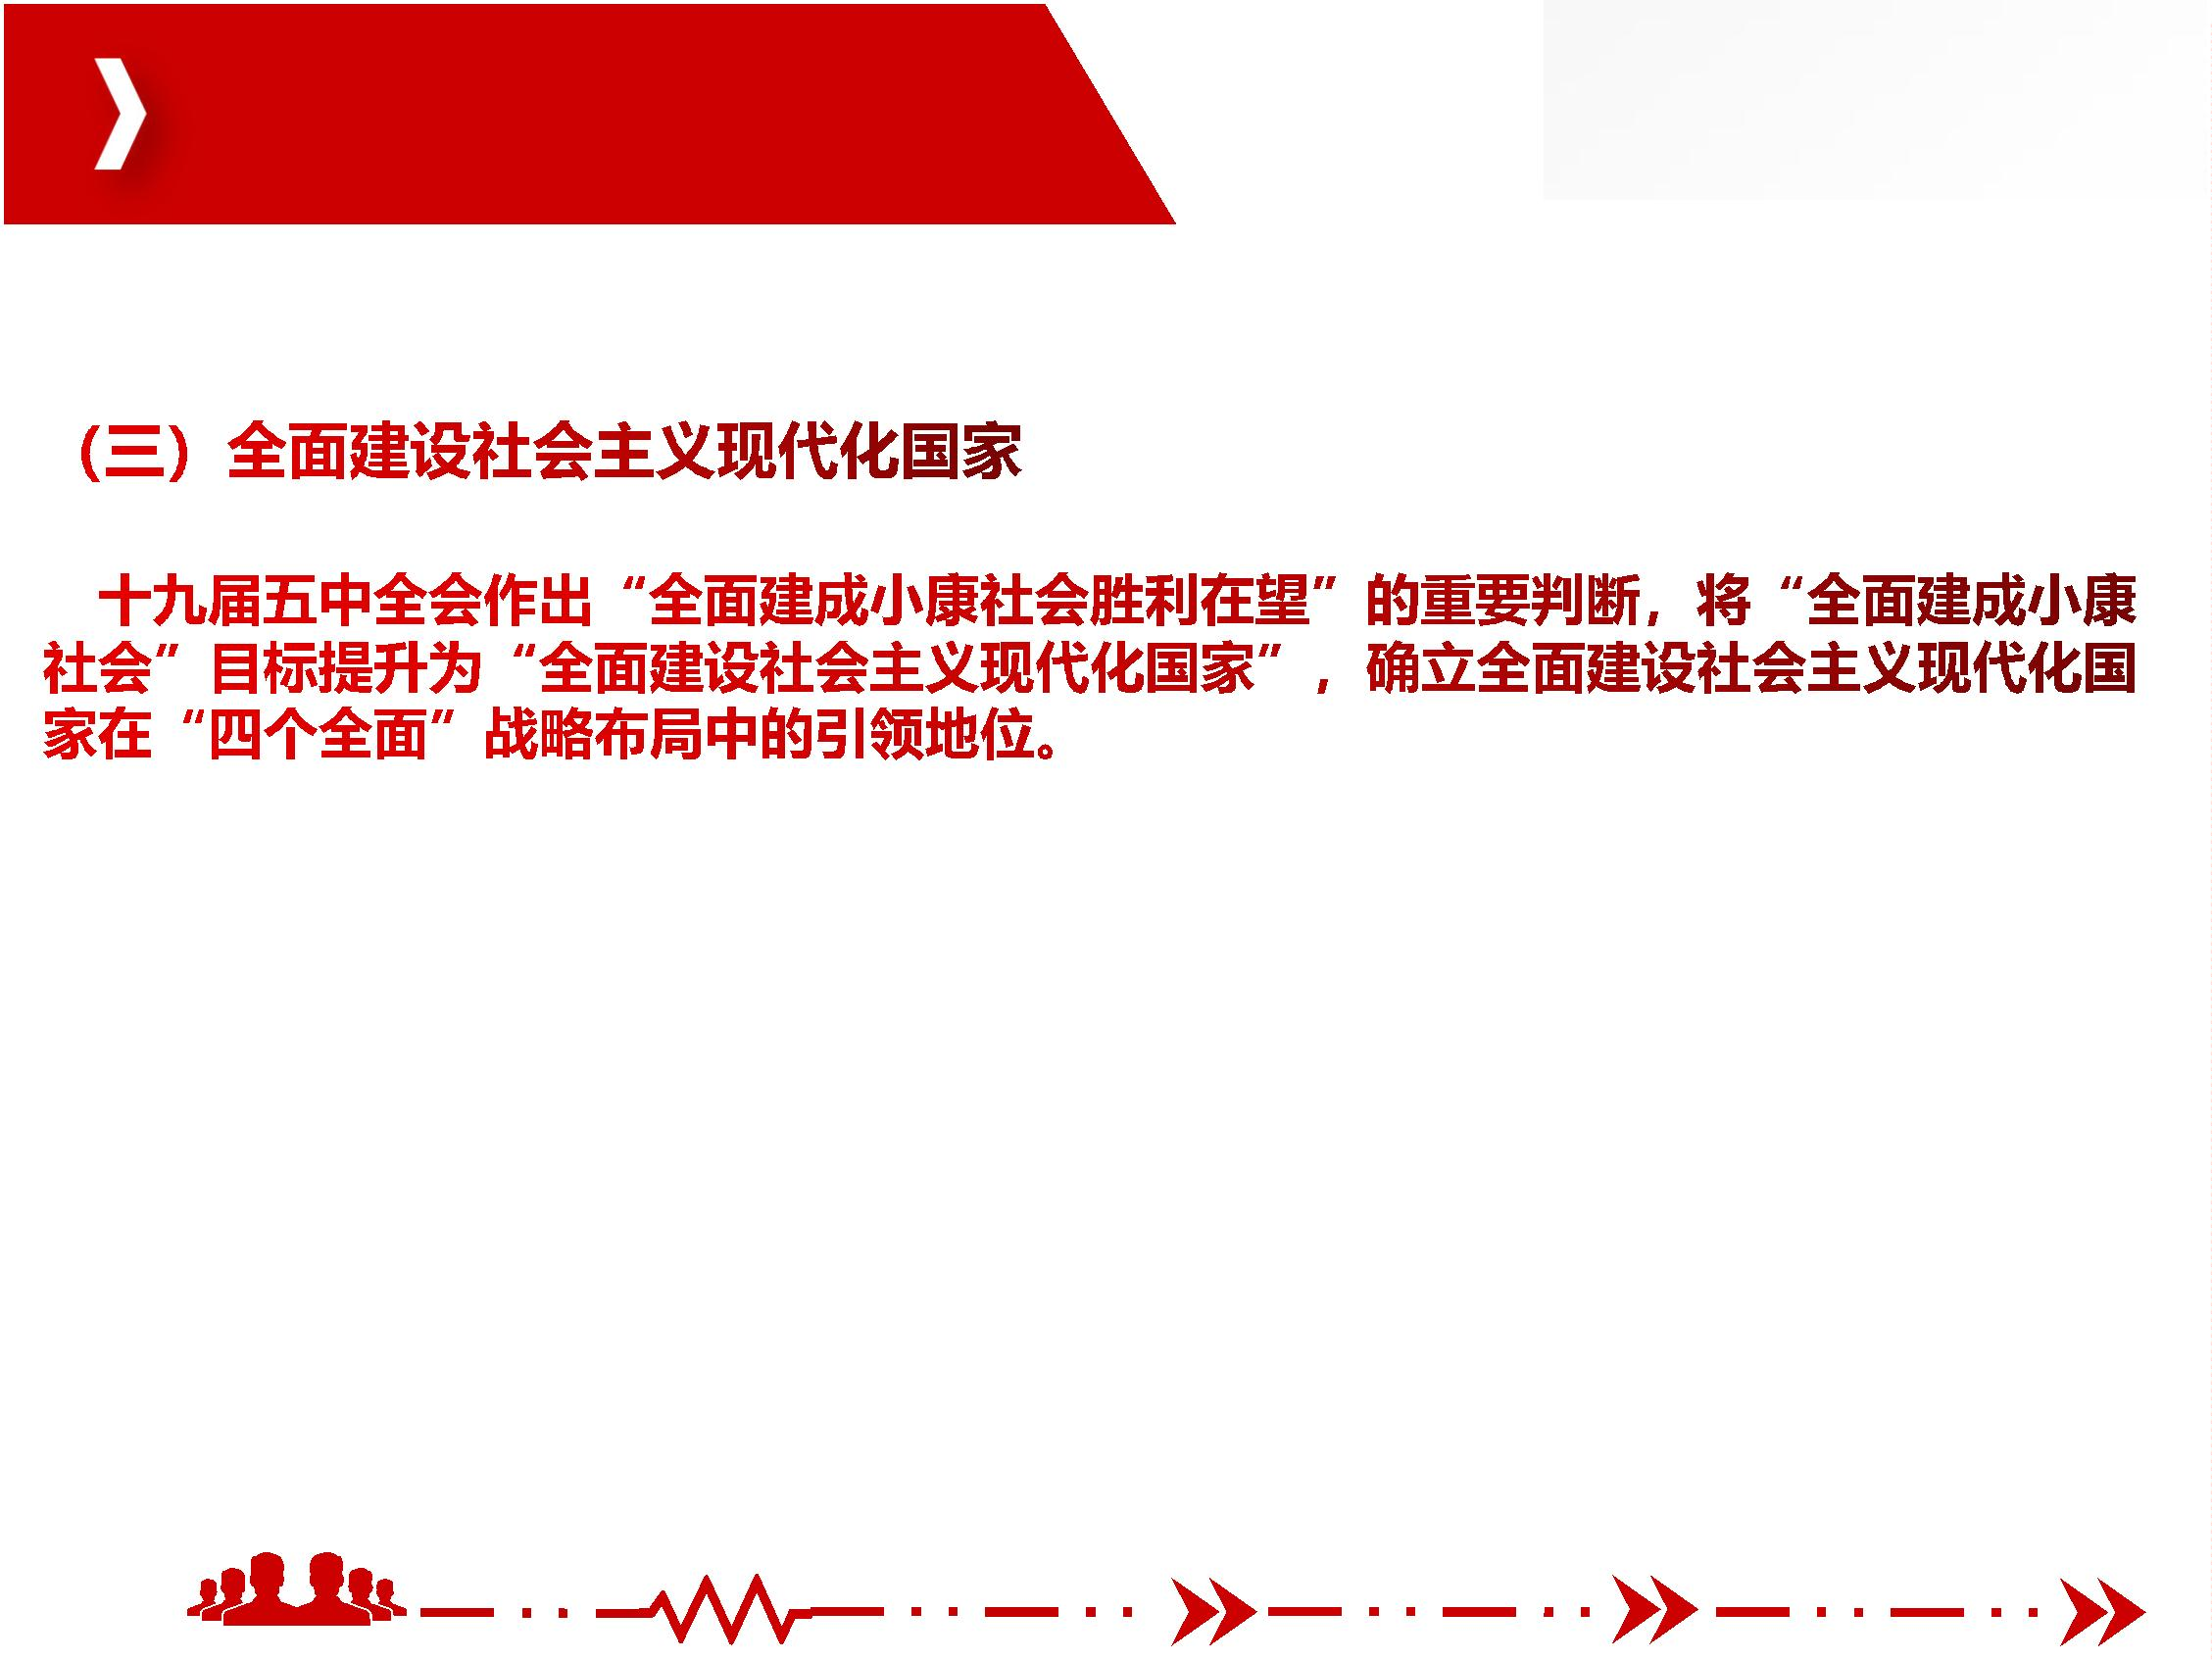 （三）全面建设社会主义现代化国家
十九届五中全会作出“全面建成小康社会胜利在望”的重要判断，将“全面建成小康
社会”目标提升为“全面建设社会主义现代化国家”，确立全面建设社会主义现代化国
家在“四个全面”战略布局中的引领地位。